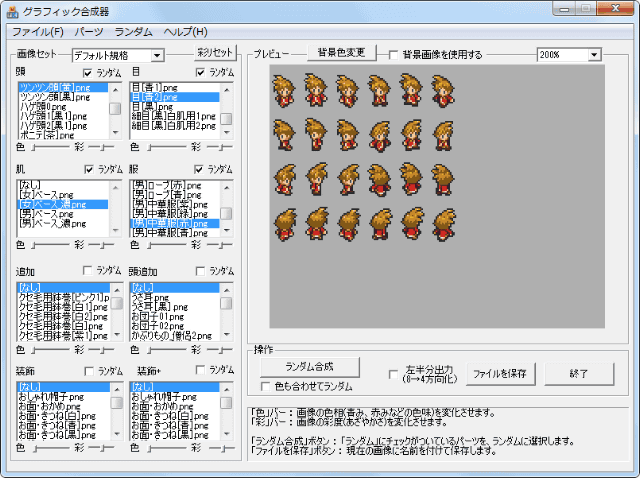 グラフィック合成器
ファイル(F) パーツ ランダム ヘルプ(H)
画像セット デフォルト規格 彩リセット
頭 ランダム
ツンツン頭[黄].png
ツンツン頭[黒].png
ハゲ頭0.png
ハゲ頭1[黒].png
ハゲ頭2[黒].png
ポニテ[茶].png
色 彩
目 ランダム
目[青1].png
目[青2].png
目[黒].png
細目[黒]白肌用1.png
細目[黒]白肌用2.png
色 彩
肌 ランダム
[なし]
[女]ベース.png
[女]ベース_濃.png
[男]ベース.png
[男]ベース_濃.png
色 彩
服 ランダム
[男]ローブ[赤].png
[男]ローブ[青].png
[男]中華服[紫].png
[男]中華服[緑].png
[男]中華服[赤].png
[男]中華服[青].png
色 彩
追加 ランダム
[なし]
クセ毛用鉢巻[ピンク1].p
クセ毛用鉢巻[白1].png
クセ毛用鉢巻[白2].png
クセ毛用鉢巻[白].png
クセ毛用鉢巻[紫1].png
色 彩
頭追加 ランダム
[なし]
うさ耳.png
うさ耳[黒].png
お団子01.png
お団子02.png
かぶりもの_僧侶2.png
色 彩
装飾 ランダム
[なし]
おしゃれ帽子.png
お面・おかめ.png
お面・きつね[白].png
お面・きつね[赤].png
お面・きつね[青].png
色 彩
装飾+ ランダム
[なし]
おしゃれ帽子.png
お面・おかめ.png
お面・きつね[白].png
お面・きつね[赤].png
お面・きつね[黒].png
色 彩
プレビュー 背景色変更 背景画像を使用する 200%
操作
ランダム合成
色も合わせてランダム
左半分出力
(8→4方向化)
ファイルを保存
終了
「色」バー : 画像の色相(青み、赤みなどの色味)を変化させます。
「彩」バー : 画像の彩度(あざやかさ)を変化させます。
「ランダム合成」ボタン : 「ランダム」にチェックがついているパーツを、ランダムに選択します。
「ファイルを保存」ボタン : 現在の画像に名前を付けて保存します。